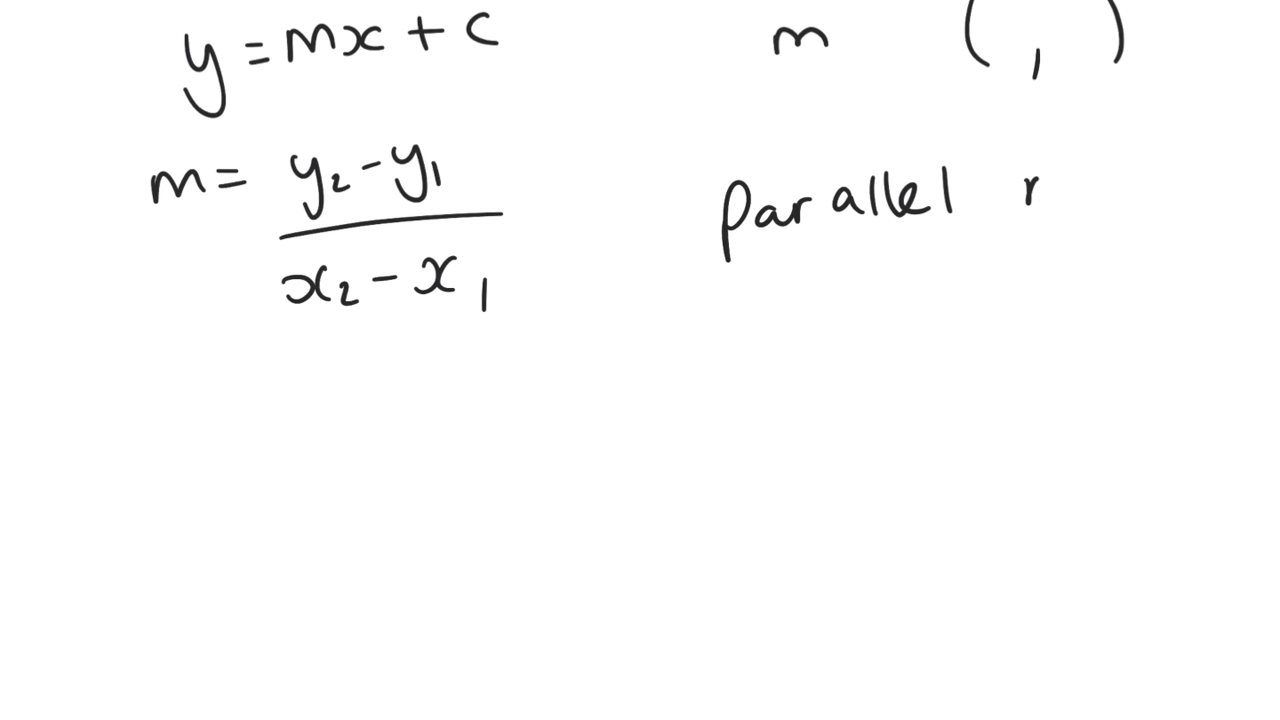 y = mx + c
m ( , )
m = y₂ - y₁
x₂ - x₁
parallel r